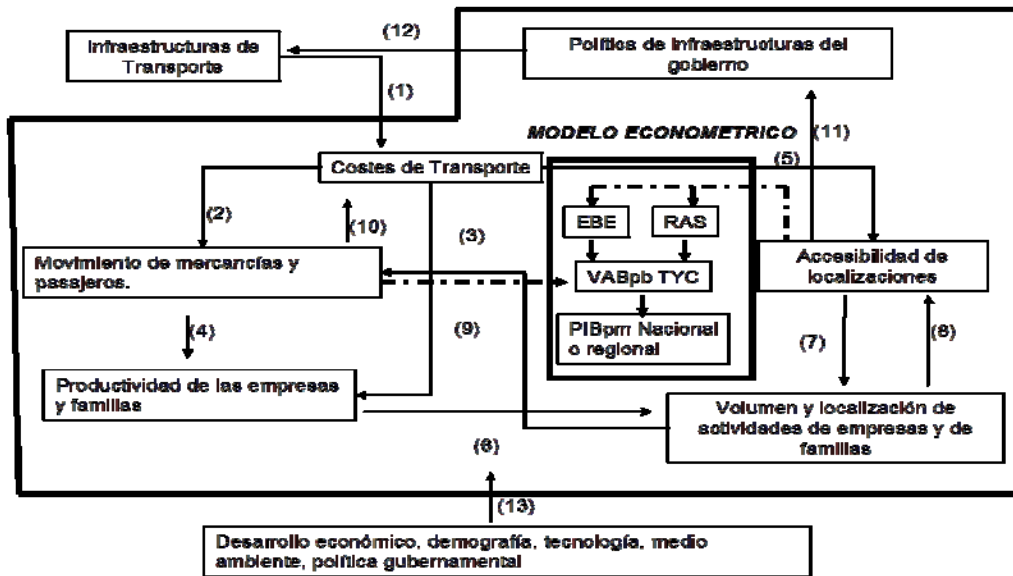 Infraestructuras de
Transporte
(12)
Política de infraestructuras del
gobierno
(1)
MODELO ECONOMETRICO
(11)
(5)
Costes de Transporte
(2)
(10)
(3)
EBE
RAS
Movimiento de mercancías y
pasajeros.
VABpb TYC
Accesibilidad de
localizaciones
(4)
(9)
PIBpm Nacional
o regional
(7)
(8)
Productividad de las empresas
y familias
Volumen y localización de
actividades de empresas y de
familias
(6)
(13)
Desarrollo económico, demografía, tecnología, medio
ambiente, política gubernamental